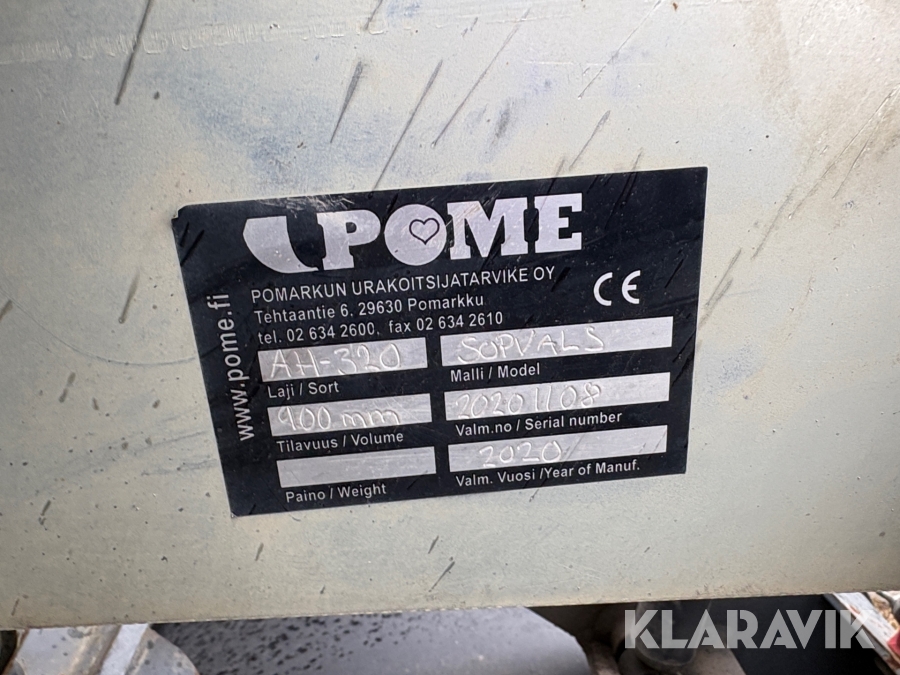 POME
POMARKUN URAKOITSIJATARVIKE OY
Tehtaantie 6, 29630 Pomarkku
tel. 02 634 2600, fax 02 634 2610
CE
www.pome.fi
AH-320
Laji / Sort
SOPVALS
Malli / Model
900 mm
Tilavuus / Volume
20201108
Valm.no / Serial number
Paino / Weight
2020
Valm. Vuosi /Year of Manuf.
KLARAVIK